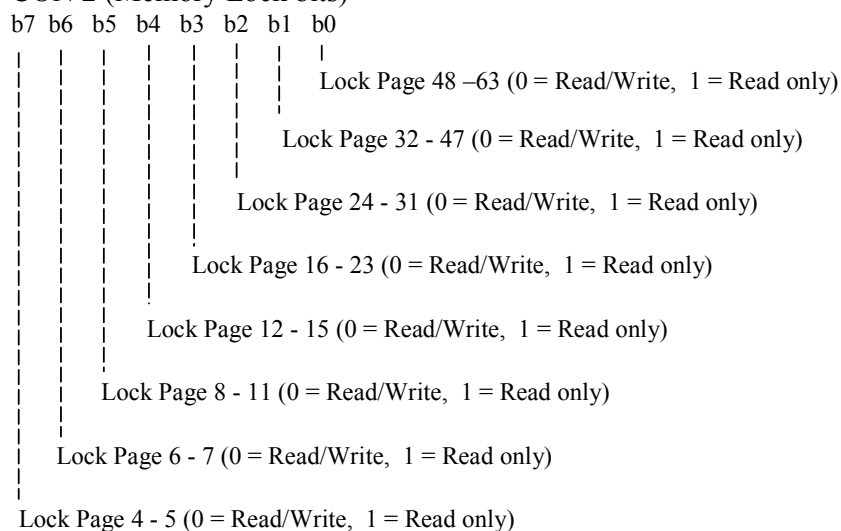 b7 b6 b5 b4 b3 b2 b1 b0
Lock Page 48 –63 (0 = Read/Write, 1 = Read only)
Lock Page 32 - 47 (0 = Read/Write, 1 = Read only)
Lock Page 24 - 31 (0 = Read/Write, 1 = Read only)
Lock Page 16 - 23 (0 = Read/Write, 1 = Read only)
Lock Page 12 - 15 (0 = Read/Write, 1 = Read only)
Lock Page 8 - 11 (0 = Read/Write, 1 = Read only)
Lock Page 6 - 7 (0 = Read/Write, 1 = Read only)
Lock Page 4 - 5 (0 = Read/Write, 1 = Read only)